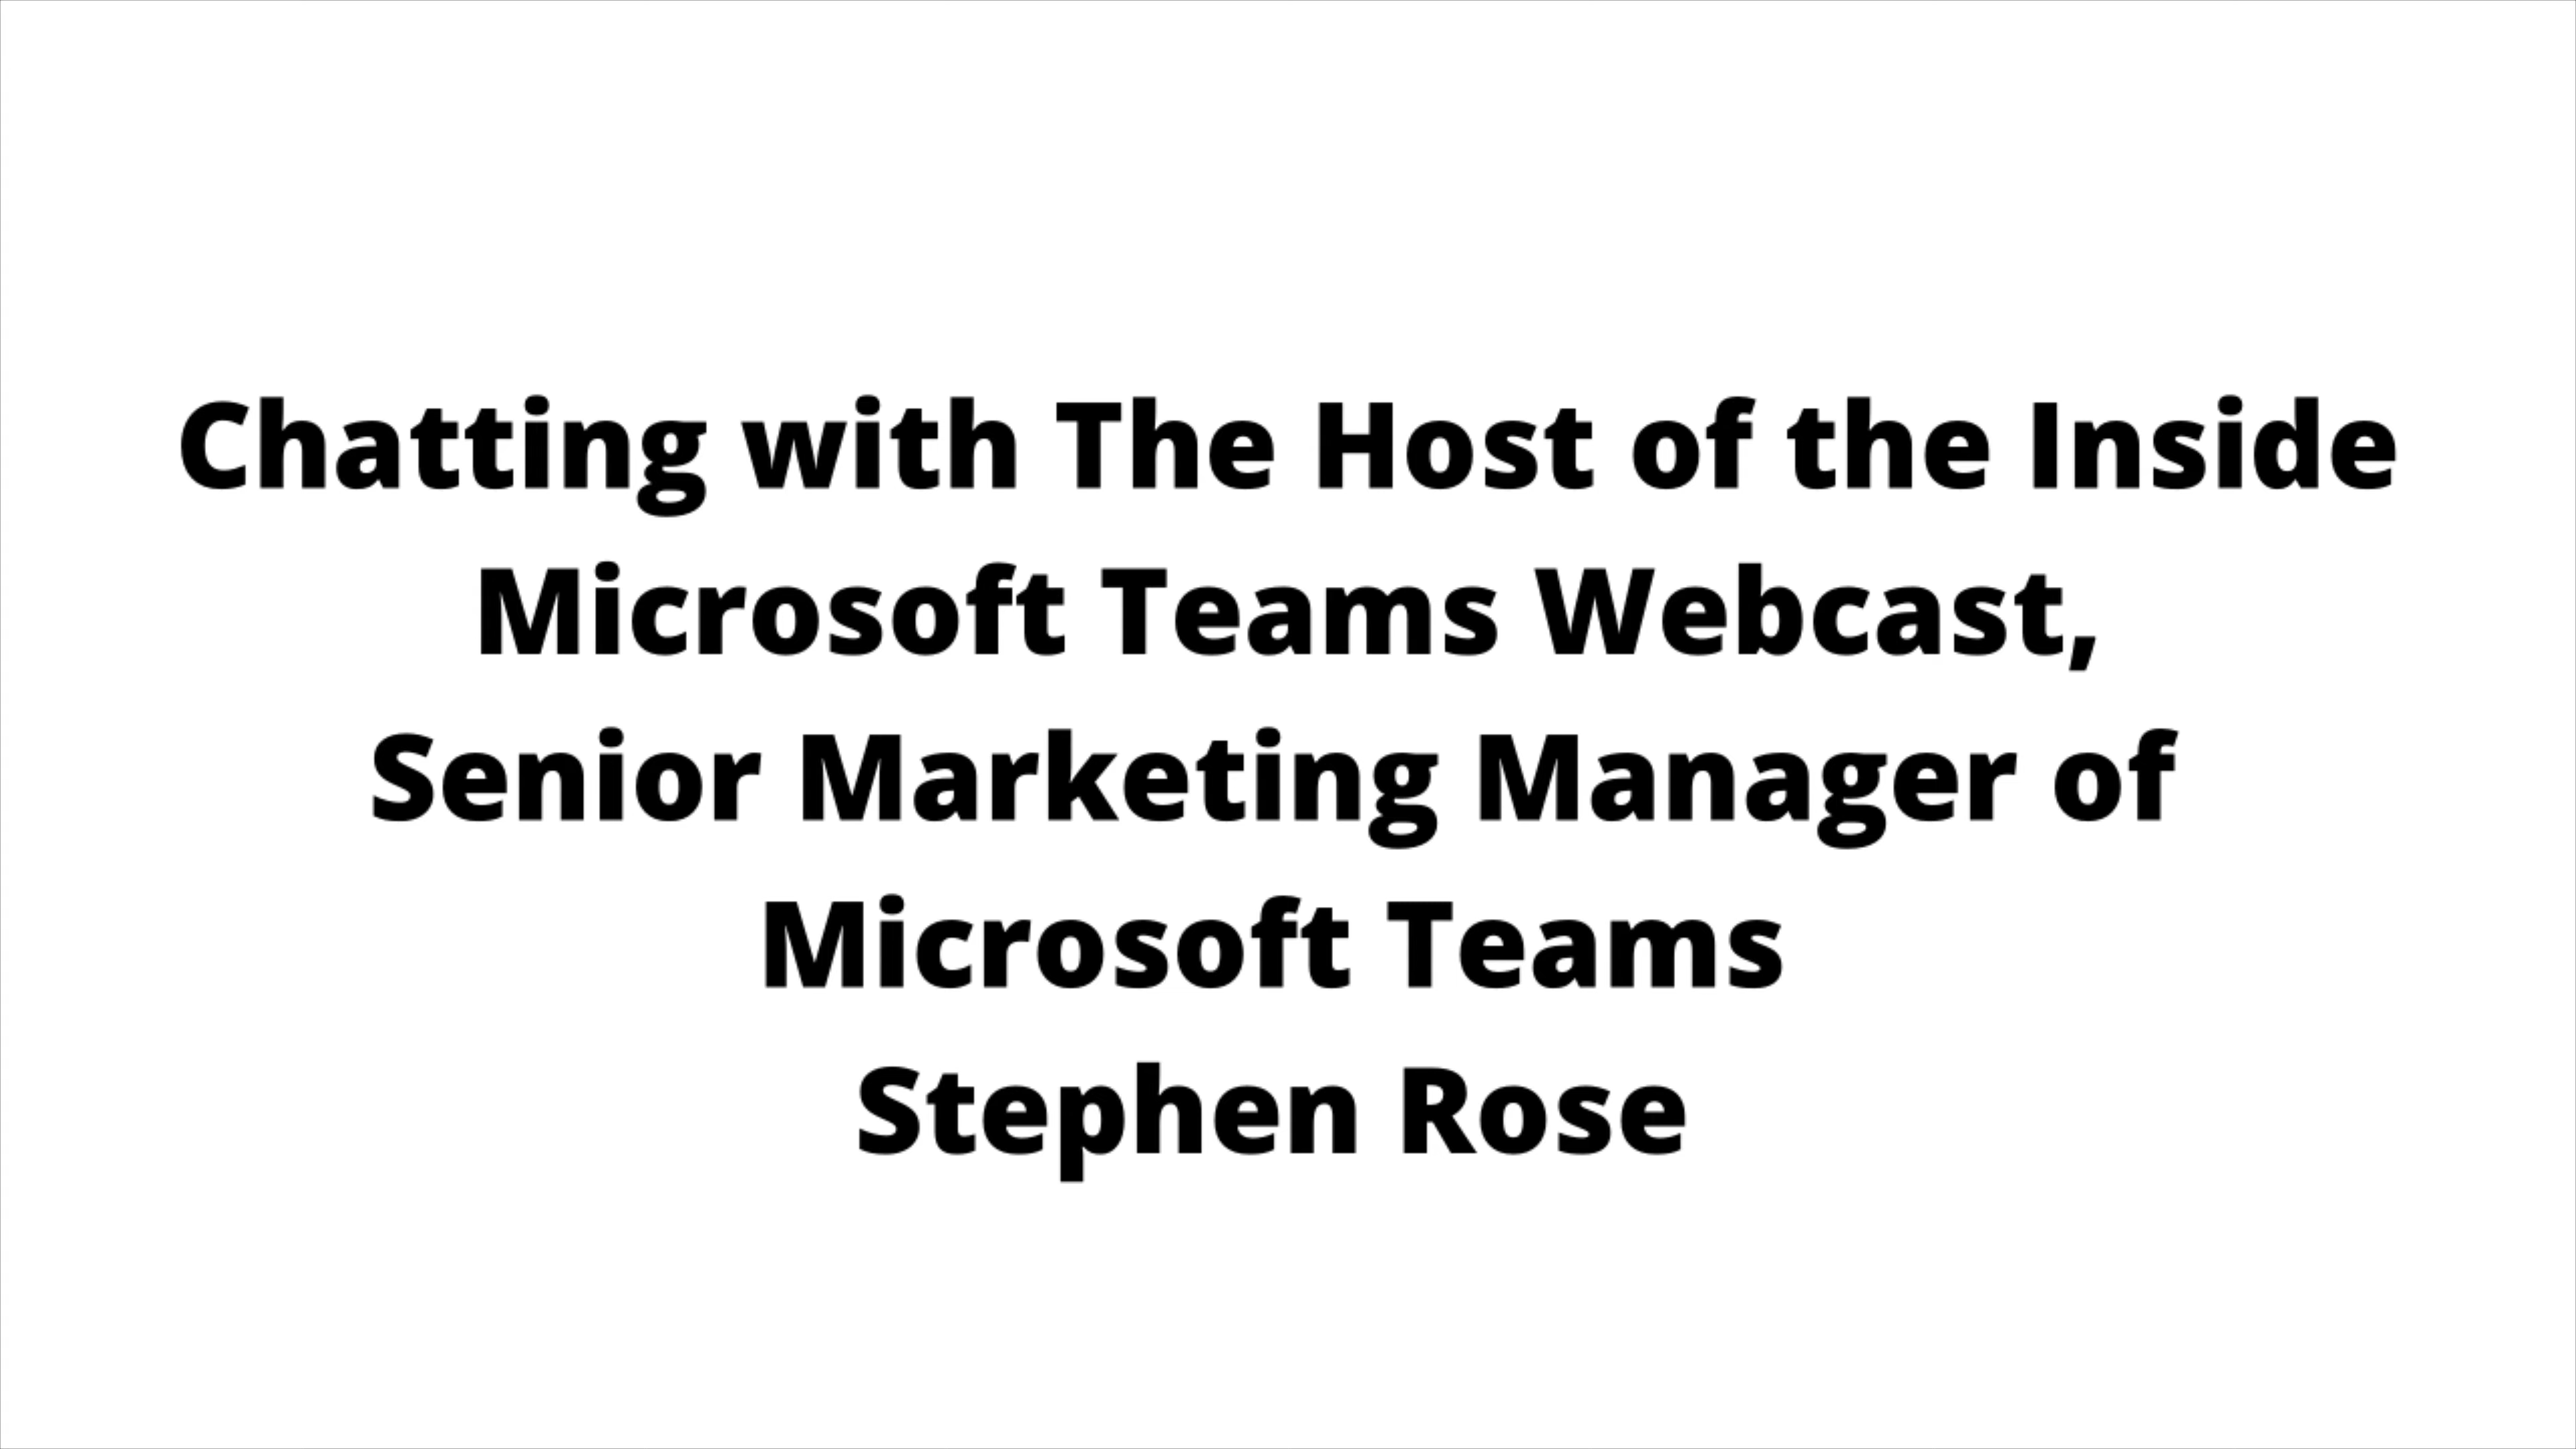 Chatting with The Host of the Inside
Microsoft Teams Webcast,
Senior Marketing Manager of
Microsoft Teams
Stephen Rose